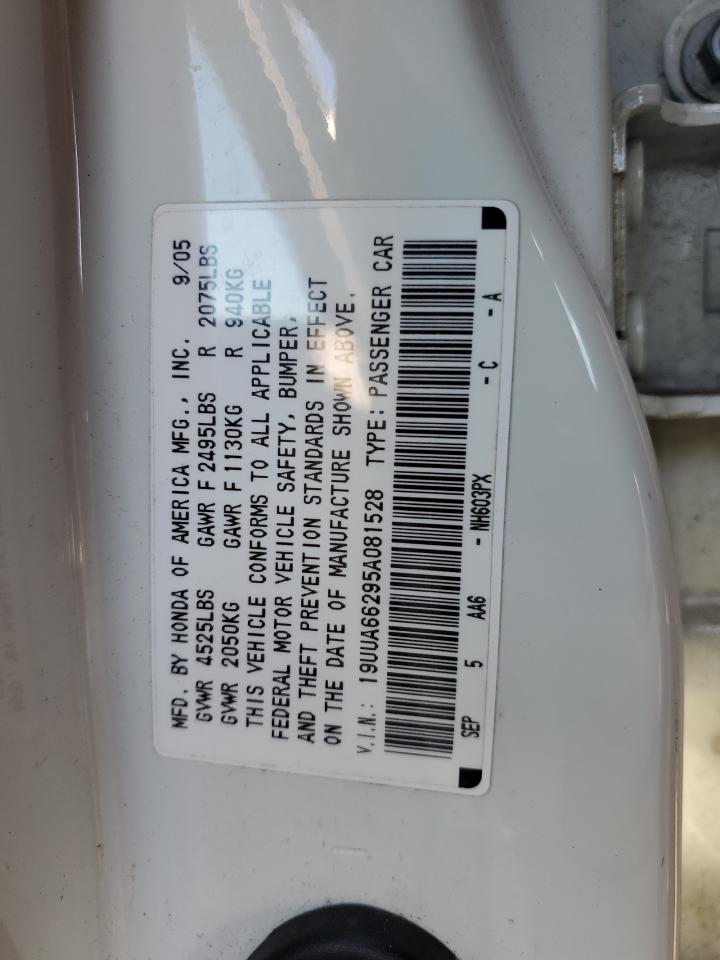 MFD. BY HONDA OF AMERICA MFG., INC. 9/05
GVWR 4525LBS GAWR F 2495LBS R 2075LBS
GVWR 2050KG GAWR F 1130KG R 940KG
THIS VEHICLE CONFORMS TO ALL APPLICABLE
FEDERAL MOTOR VEHICLE SAFETY, BUMPER,
AND THEFT PREVENTION STANDARDS IN EFFECT
ON THE DATE OF MANUFACTURE SHOWN ABOVE.
V.I.N.: 19UUA66295A081528 TYPE: PASSENGER CAR
SEP 5 AA6 - NH603PX - C - A